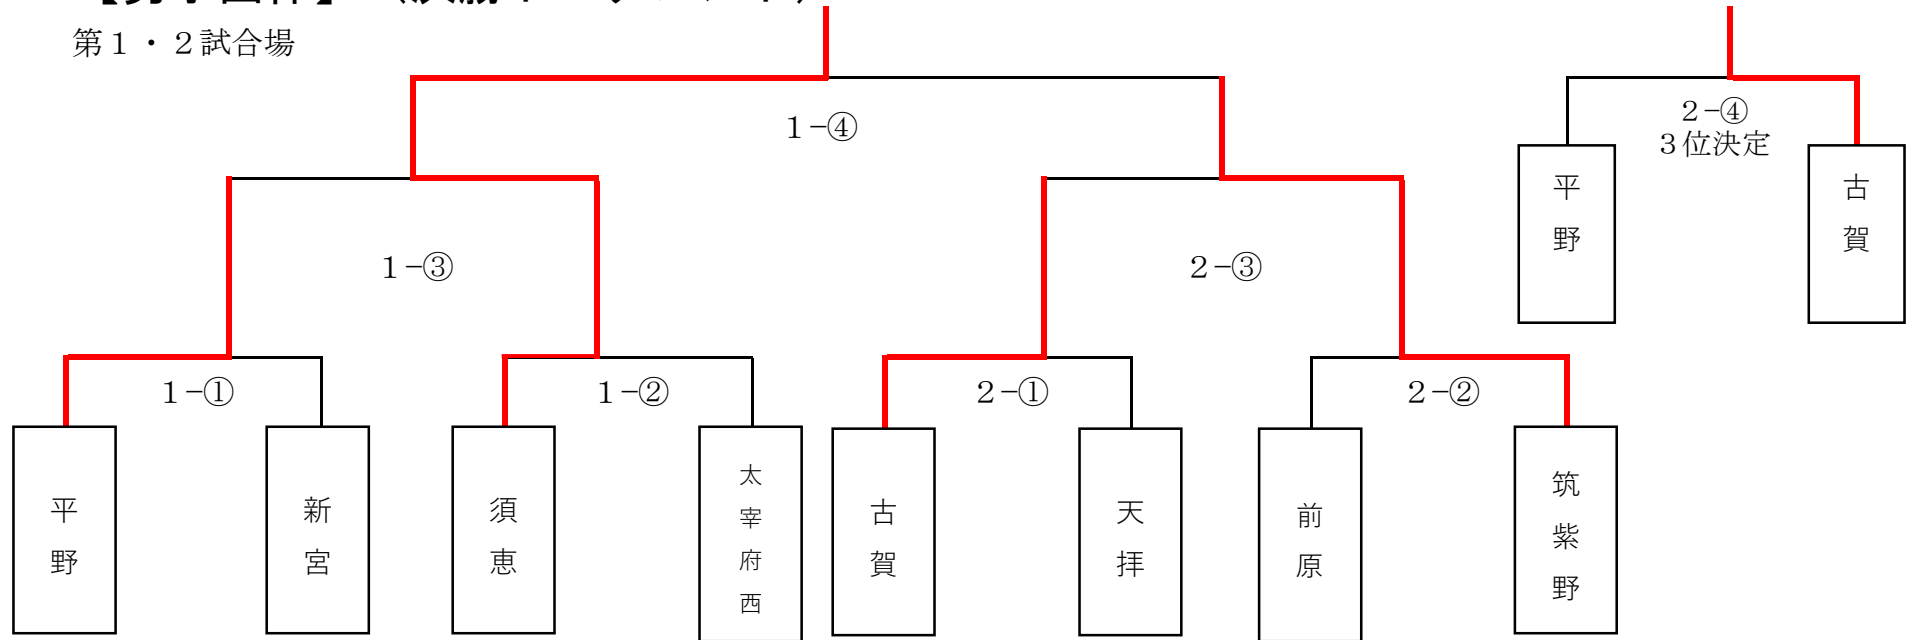 第１・２試合場
１−④
２−④
３位決定
平野
古賀
１−③
２−③
１−①
１−②
２−①
２−②
平野
新宮
須恵
太宰府西
古賀
天拝
前原
筑紫野